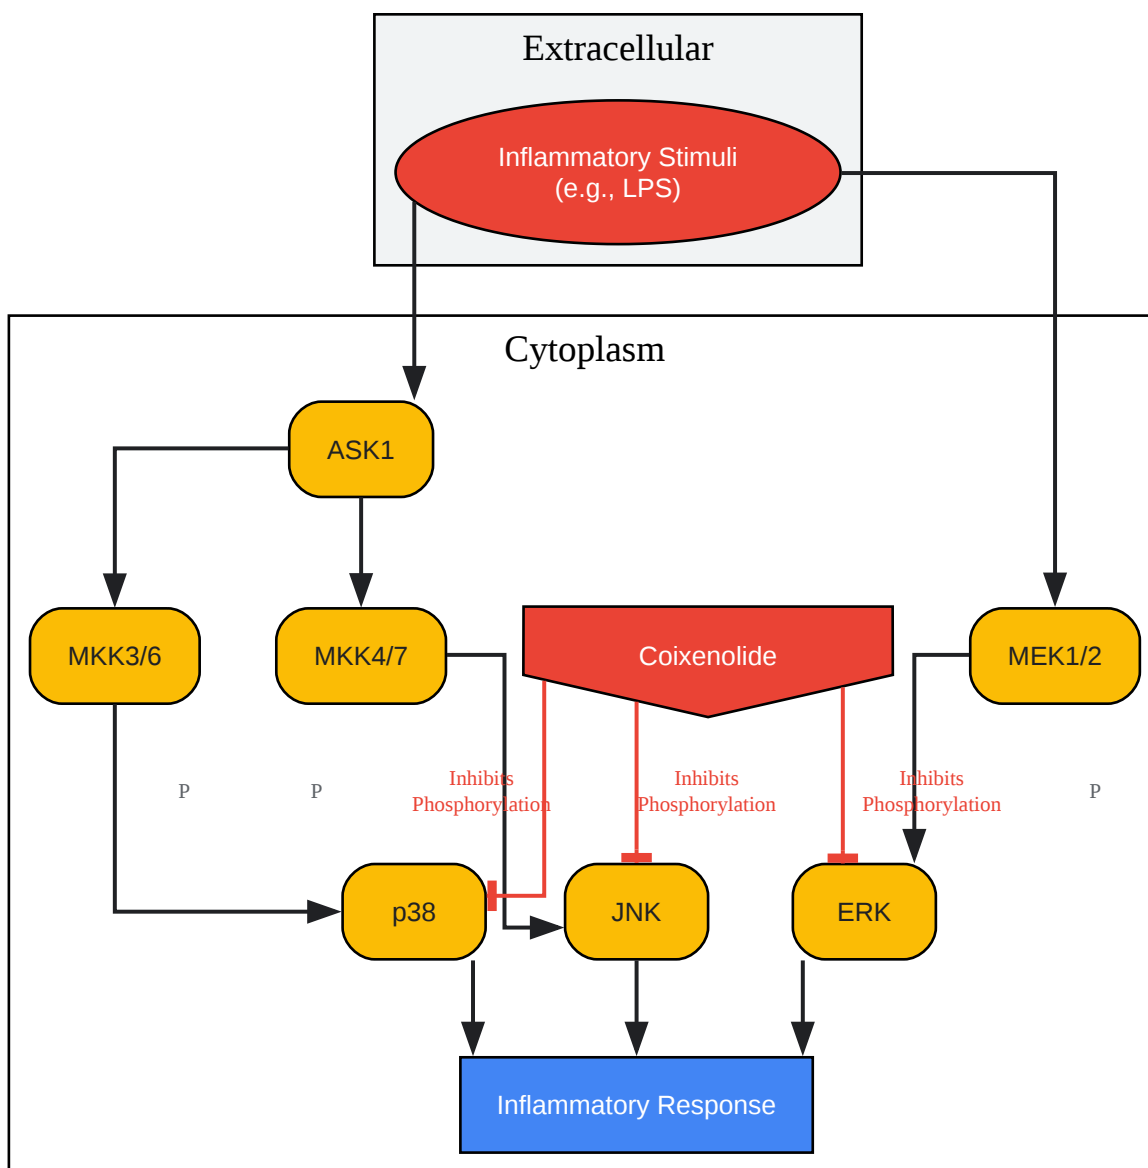 Extracellular
Inflammatory Stimuli
(e.g., LPS)
Cytoplasm
ASK1
MKK3/6
MKK4/7
Coixenolide
MEK1/2
P
P
Inhibits
Phosphorylation
Inhibits
Phosphorylation
Inhibits
Phosphorylation
P
p38
JNK
ERK
Inflammatory Response